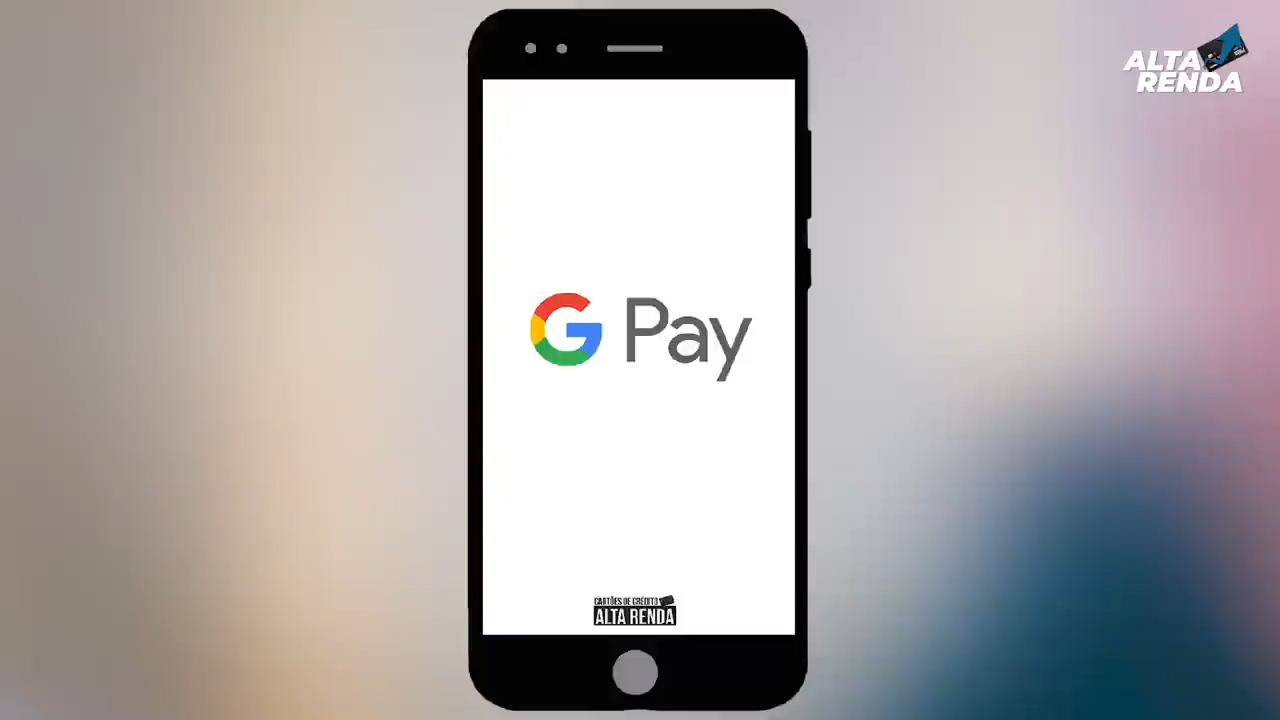 ALTA
RENDA
G Pay
CARTÕES DE CRÉDITO
ALTA RENDA